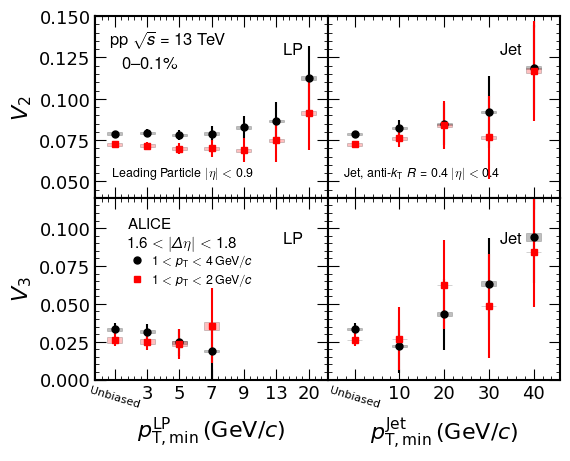 0.150
0.125
0.100
0.075
0.050
V₂
pp √s = 13 TeV
0–0.1%
LP
Leading Particle |η| < 0.9
Jet
Jet, anti-k_T R = 0.4 |η| < 0.4
0.100
0.075
0.050
0.025
0.000
V₃
ALICE
1.6 < |Δη| < 1.8
1 < p_T < 4 GeV/c
1 < p_T < 2 GeV/c
LP
Jet
Unbiased 3 5 7 9 13 20
Unbiased 10 20 30 40
p_T,min^LP (GeV/c)
p_T,min^Jet (GeV/c)